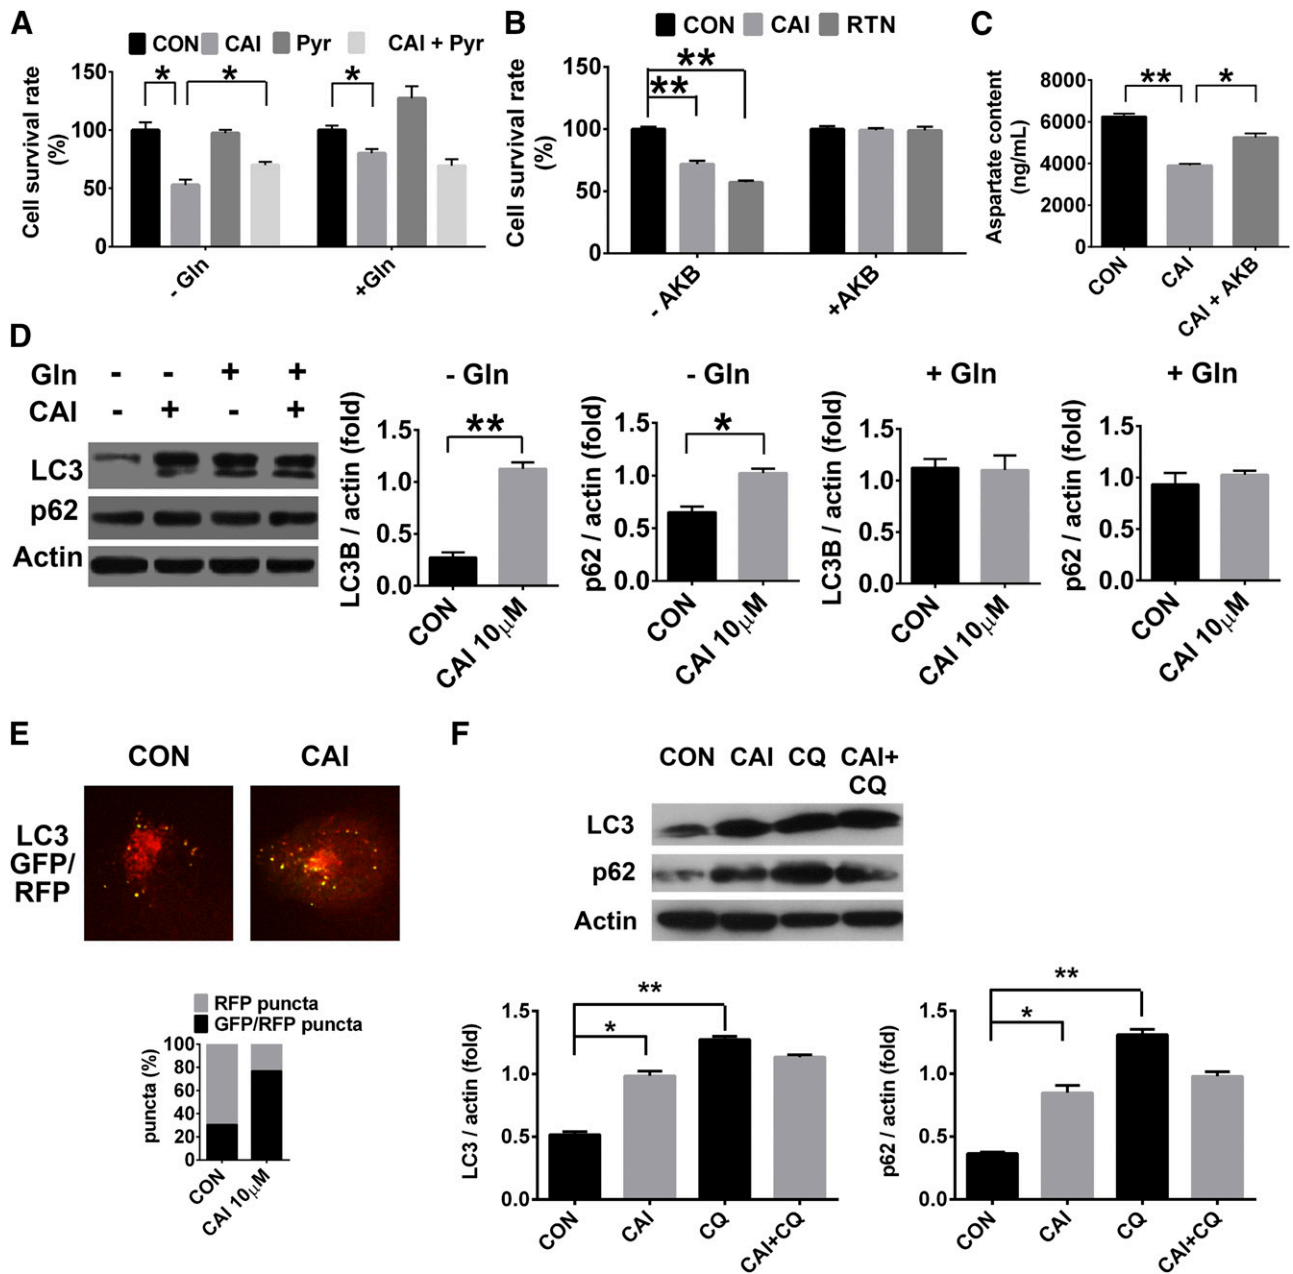 A
CON CAI Pyr CAI + Pyr
Cell survival rate
(%)
150
100
50
0
* * *
- Gln
+Gln
B
CON CAI RTN
Cell survival rate
(%)
150
100
50
0
**
**
- AKB
+AKB
C
Aspartate content
(ng/mL)
8000
6000
4000
2000
0
** *
CON
CAI
CAI + AKB
D
Gln - - + +
CAI - + - +
LC3
p62
Actin
- Gln
LC3B / actin (fold)
1.5
1.0
0.5
0.0
**
CON
CAI 10μM
- Gln
p62 / actin (fold)
1.5
1.0
0.5
0.0
*
CON
CAI 10μM
+ Gln
LC3B / actin (fold)
1.5
1.0
0.5
0.0
CON
CAI 10μM
+ Gln
p62 / actin (fold)
1.5
1.0
0.5
0.0
CON
CAI 10μM
E
CON CAI
LC3
GFP/
RFP
RFP puncta
GFP/RFP puncta
puncta (%)
100
80
60
40
20
0
CON
CAI 10μM
F
CON CAI CQ CAI+
CQ
LC3
p62
Actin
LC3 / actin (fold)
1.5
1.0
0.5
0.0
**
*
CON
CAI
CQ
CAI+CQ
p62 / actin (fold)
1.5
1.0
0.5
0.0
**
*
CON
CAI
CQ
CAI+CQ